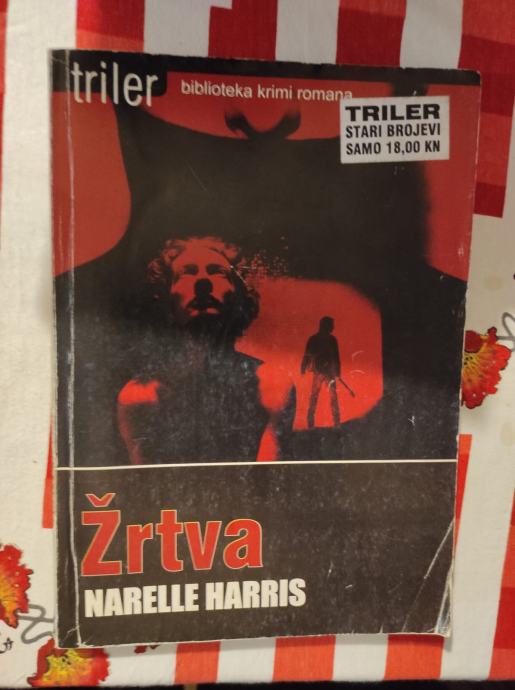 triler
biblioteka krimi romana
TRILER
STARI BROJEVI
SAMO 18,00 KN
Žrtva
NARELLE HARRIS